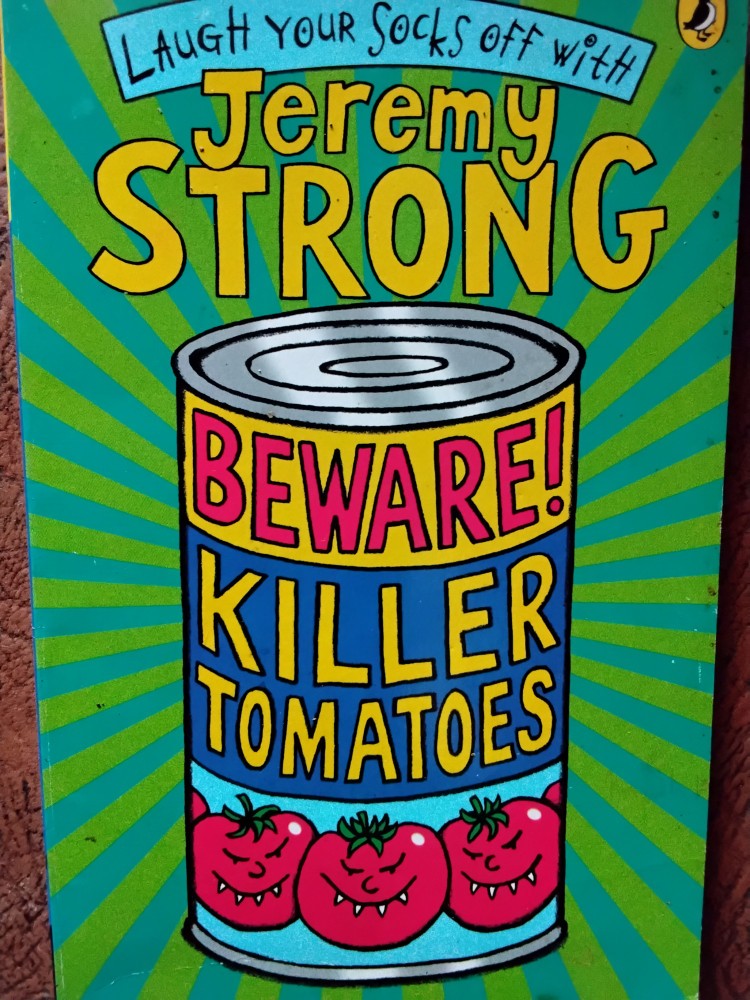 LAUGH YOUR SOCKS OFF WITH
Jeremy
STRONG
BEWARE!
KILLER
TOMATOES